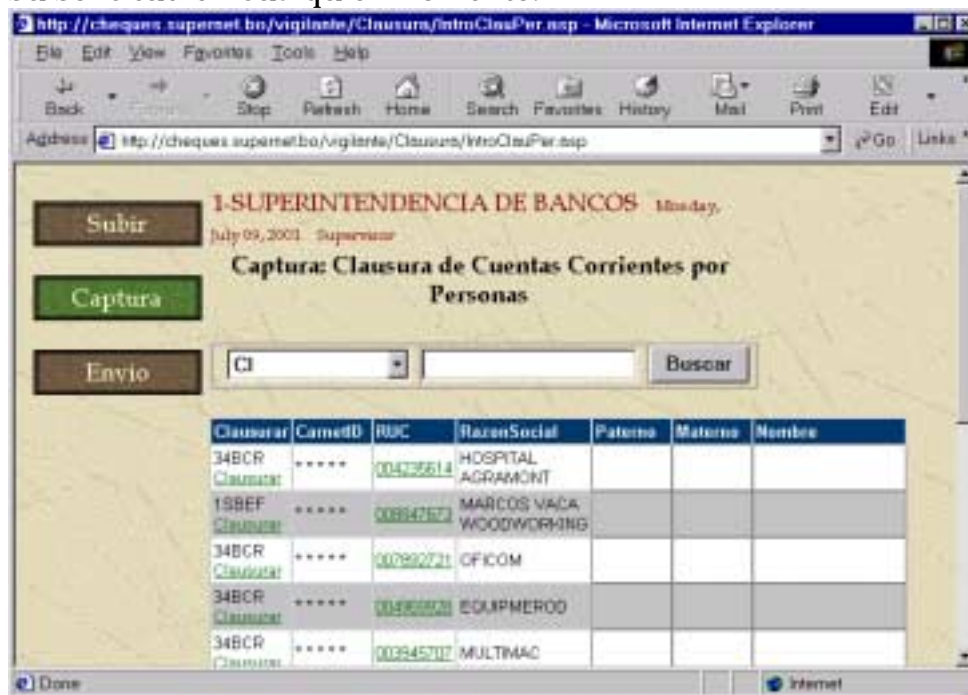 http://cheques.supernet.bo/vigilante/Clausura/IntroClauPer.asp - Microsoft Internet Explorer
File Edit View Favorites Tools Help
Back Stop Refresh Home Search Favorites History Mail Print Edit
Address http://cheques.supernet.bo/vigilante/Clausura/IntroClauPer.asp Go Links
Subir
Captura
Envio
1-SUPERINTENDENCIA DE BANCOS Monday,
July 09, 2001 Supervisor
Captura: Clausura de Cuentas Corrientes por
Personas
CI Buscar
Clausurar CarnetID RUC RazonSocial Paterno Materno Nombre
34BCR Clausurar ***** 004235614 HOSPITAL AGRAMONT
1SBEF Clausurar ***** MARCOS VACA WOODWORKING
34BCR Clausurar ***** 007892721 OFICOM
34BCR Clausurar ***** EQUIPMEROD
34BCR Clausurar ***** 003945707 MULTIMAC
Done Internet